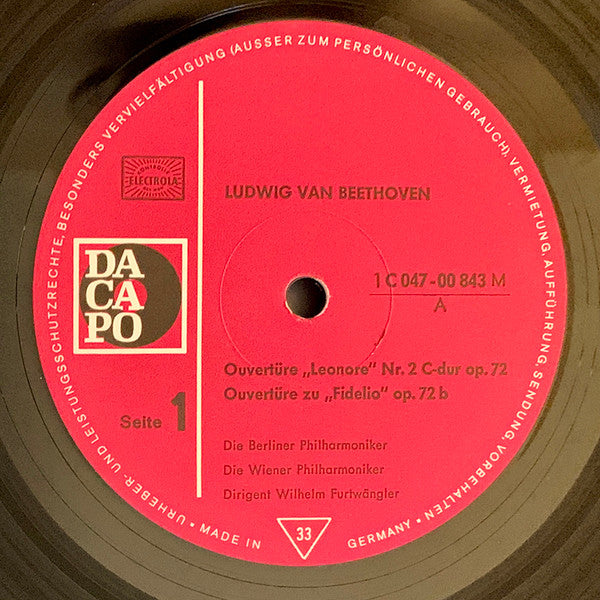 URHEBER- UND LEISTUNGSSCHUTZRECHTE, BESONDERS VERVIELFÄLTIGUNG (AUSSER ZUM PERSÖNLICHEN GEBRAUCH), VERMIETUNG, AUFFÜHRUNG, SENDUNG, VORBEHALTEN
ELECTROLA
LUDWIG VAN BEETHOVEN
DA
CA
PO
1 C 047-00 843 M
A
Ouvertüre „Leonore" Nr. 2 C-dur op. 72
Ouvertüre zu „Fidelio" op. 72 b
Seite 1
Die Berliner Philharmoniker
Die Wiener Philharmoniker
Dirigent Wilhelm Furtwängler
• MADE IN
33
GERMANY •